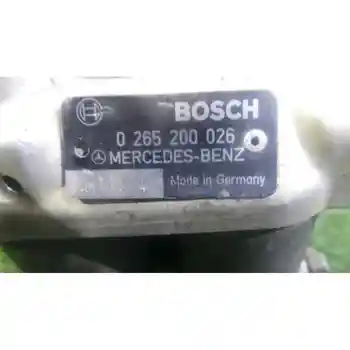 BOSCH
0 265 200 026
MERCEDES-BENZ
Made in Germany